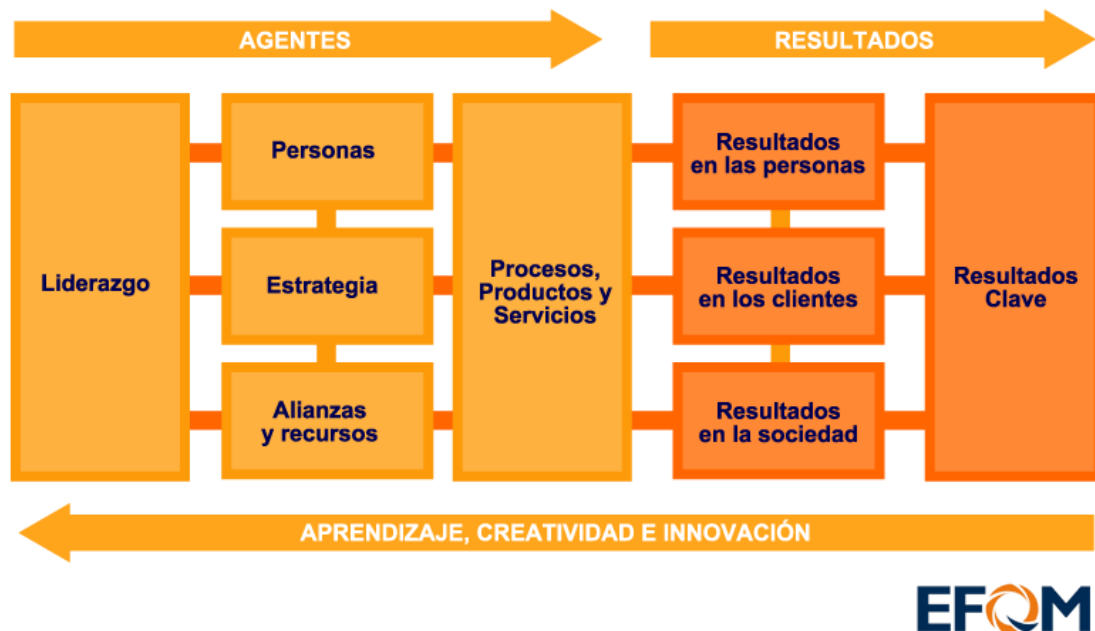 AGENTES
RESULTADOS
Liderazgo
Personas
Estrategia
Alianzas
y recursos
Procesos,
Productos y
Servicios
Resultados
en las personas
Resultados
en los clientes
Resultados
en la sociedad
Resultados
Clave
APRENDIZAJE, CREATIVIDAD E INNOVACIÓN
EFQM